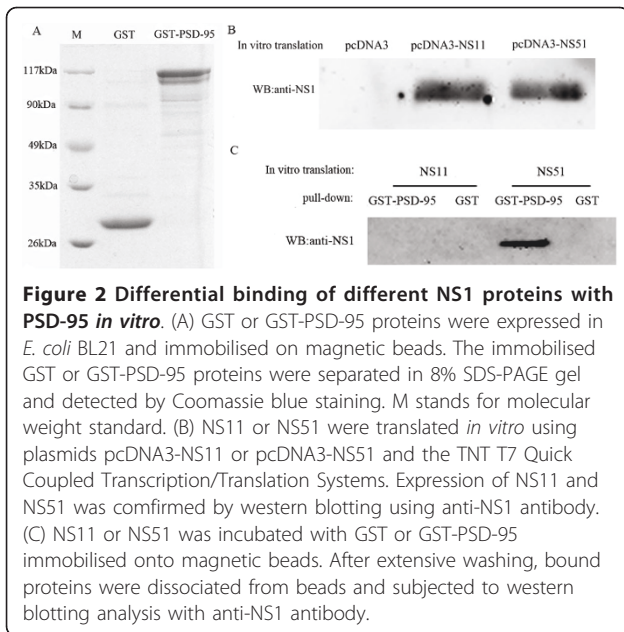 A
M GST GST-PSD-95
117kDa
90kDa
49kDa
35kDa
26kDa
B
In vitro translation pcDNA3 pcDNA3-NS11 pcDNA3-NS51
WB:anti-NS1
C
In vitro translation: NS11 NS51
pull-down: GST-PSD-95 GST GST-PSD-95 GST
WB:anti-NS1
Figure 2 Differential binding of different NS1 proteins with
PSD-95 in vitro. (A) GST or GST-PSD-95 proteins were expressed in
E. coli BL21 and immobilised on magnetic beads. The immobilised
GST or GST-PSD-95 proteins were separated in 8% SDS-PAGE gel
and detected by Coomassie blue staining. M stands for molecular
weight standard. (B) NS11 or NS51 were translated in vitro using
plasmids pcDNA3-NS11 or pcDNA3-NS51 and the TNT T7 Quick
Coupled Transcription/Translation Systems. Expression of NS11 and
NS51 was comfirmed by western blotting using anti-NS1 antibody.
(C) NS11 or NS51 was incubated with GST or GST-PSD-95
immobilised onto magnetic beads. After extensive washing, bound
proteins were dissociated from beads and subjected to western
blotting analysis with anti-NS1 antibody.